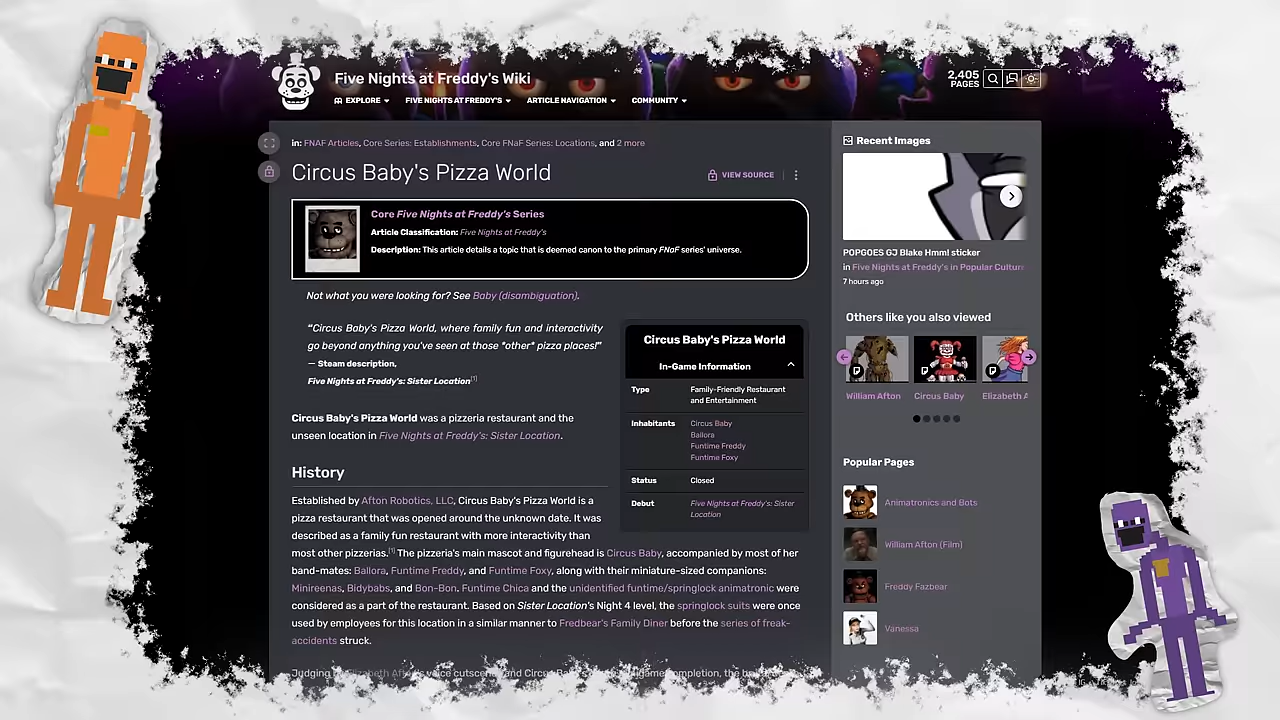 Five Nights at Freddy's Wiki
2,405
PAGES
EXPLORE
FIVE NIGHTS AT FREDDY'S
ARTICLE NAVIGATION
COMMUNITY
in: FNAF Articles, Core Series: Establishments, Core FNaF Series: Locations, and 2 more
Circus Baby's Pizza World
VIEW SOURCE
Core Five Nights at Freddy's Series
Article Classification: Five Nights at Freddy's
Description: This article details a topic that is deemed canon to the primary FNaF series' universe.
Not what you were looking for? See Baby (disambiguation).
"Circus Baby's Pizza World, where family fun and interactivity
go beyond anything you've seen at those *other* pizza places!"
— Steam description,
Five Nights at Freddy's: Sister Location[1]
Circus Baby's Pizza World was a pizzeria restaurant and the
unseen location in Five Nights at Freddy's: Sister Location.
History
Established by Afton Robotics, LLC, Circus Baby's Pizza World is a
pizza restaurant that was opened around the unknown date. It was
described as a family fun restaurant with more interactivity than
most other pizzerias.[1] The pizzeria's main mascot and figurehead is Circus Baby, accompanied by most of her
band-mates: Ballora, Funtime Freddy, and Funtime Foxy, along with their miniature-sized companions:
Minireenas, Bidybabs, and Bon-Bon. Funtime Chica and the unidentified funtime/springlock animatronic were
considered as a part of the restaurant. Based on Sister Location's Night 4 level, the springlock suits were once
used by employees for this location in a similar manner to Fredbear's Family Diner before the series of freak-
accidents struck.
Judging
voice cutscene
and Circus
completion, the
Circus Baby's Pizza World
In-Game Information
Type
Family-Friendly Restaurant
and Entertainment
Inhabitants
Circus Baby
Ballora
Funtime Freddy
Funtime Foxy
Status
Closed
Debut
Five Nights at Freddy's: Sister
Location
Recent Images
POPGOES GJ Blake Hmm! sticker
in Five Nights at Freddy's in Popular Culture
7 hours ago
Others like you also viewed
William Afton
Circus Baby
Elizabeth A
Popular Pages
Animatronics and Bots
William Afton (Film)
Freddy Fazbear
Vanessa